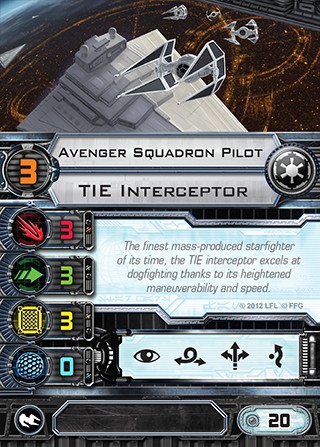 Avenger Squadron Pilot
3
TIE Interceptor
3
The finest mass-produced starfighter
of its time, the TIE interceptor excels at
dogfighting thanks to its heightened
maneuverability and speed.
3
© 2012 LFL © FFG
3
0
20